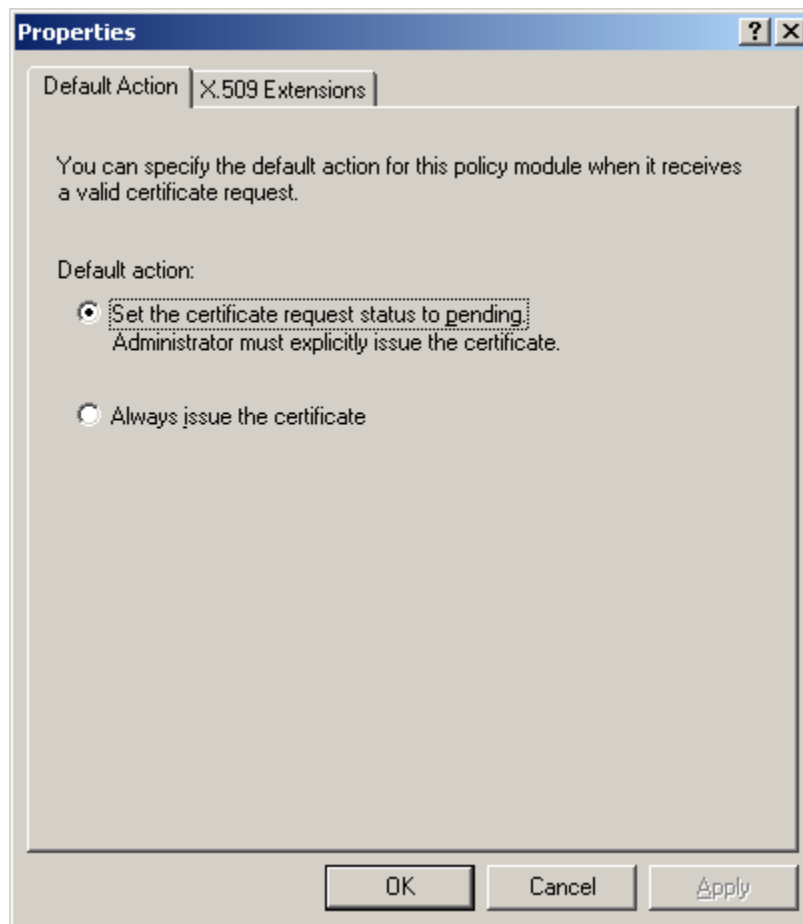 Properties
Default Action
X.509 Extensions
You can specify the default action for this policy module when it receives
a valid certificate request.
Default action:
Set the certificate request status to pending.
Administrator must explicitly issue the certificate.
Always issue the certificate
OK
Cancel
Apply